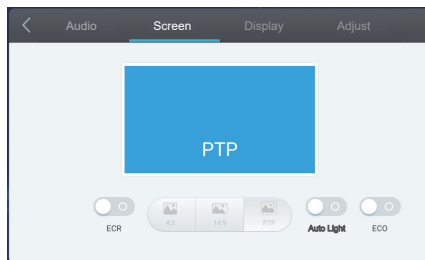 Audio Screen Display Adjust
PTP
4:3 16:9 PTP
ECR Auto Light ECO